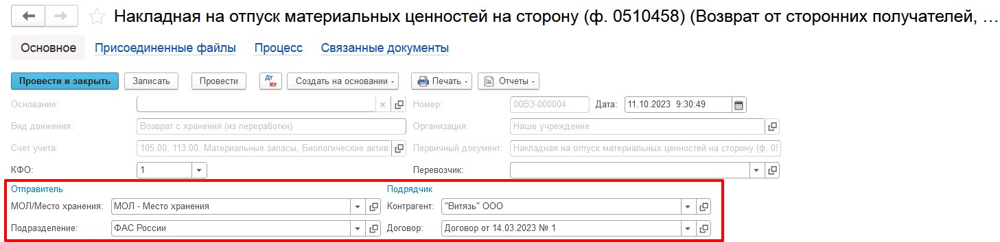 Накладная на отпуск материальных ценностей на сторону (ф. 0510458) (Возврат от сторонних получателей, ...
Основное Присоединенные файлы Процесс Связанные документы
Провести и закрыть Записать Провести Дт Кт Создать на основании Печать Отчеты
Основание: Номер: 00ВЗ-000004 Дата: 11.10.2023 9:30:49
Вид движения: Возврат с хранения (из переработки) Организация: Наше учреждение
Счет учета: 105.00, 113.00. Материальные запасы, Биологические актив Первичный документ: Накладная на отпуск материальных ценностей на сторону (ф. 05
КФО: 1 Перевозчик:
Отправитель Подрядчик
МОЛ/Место хранения: МОЛ - Место хранения Контрагент: "Витязь" ООО
Подразделение: ФАС России Договор: Договор от 14.03.2023 № 1